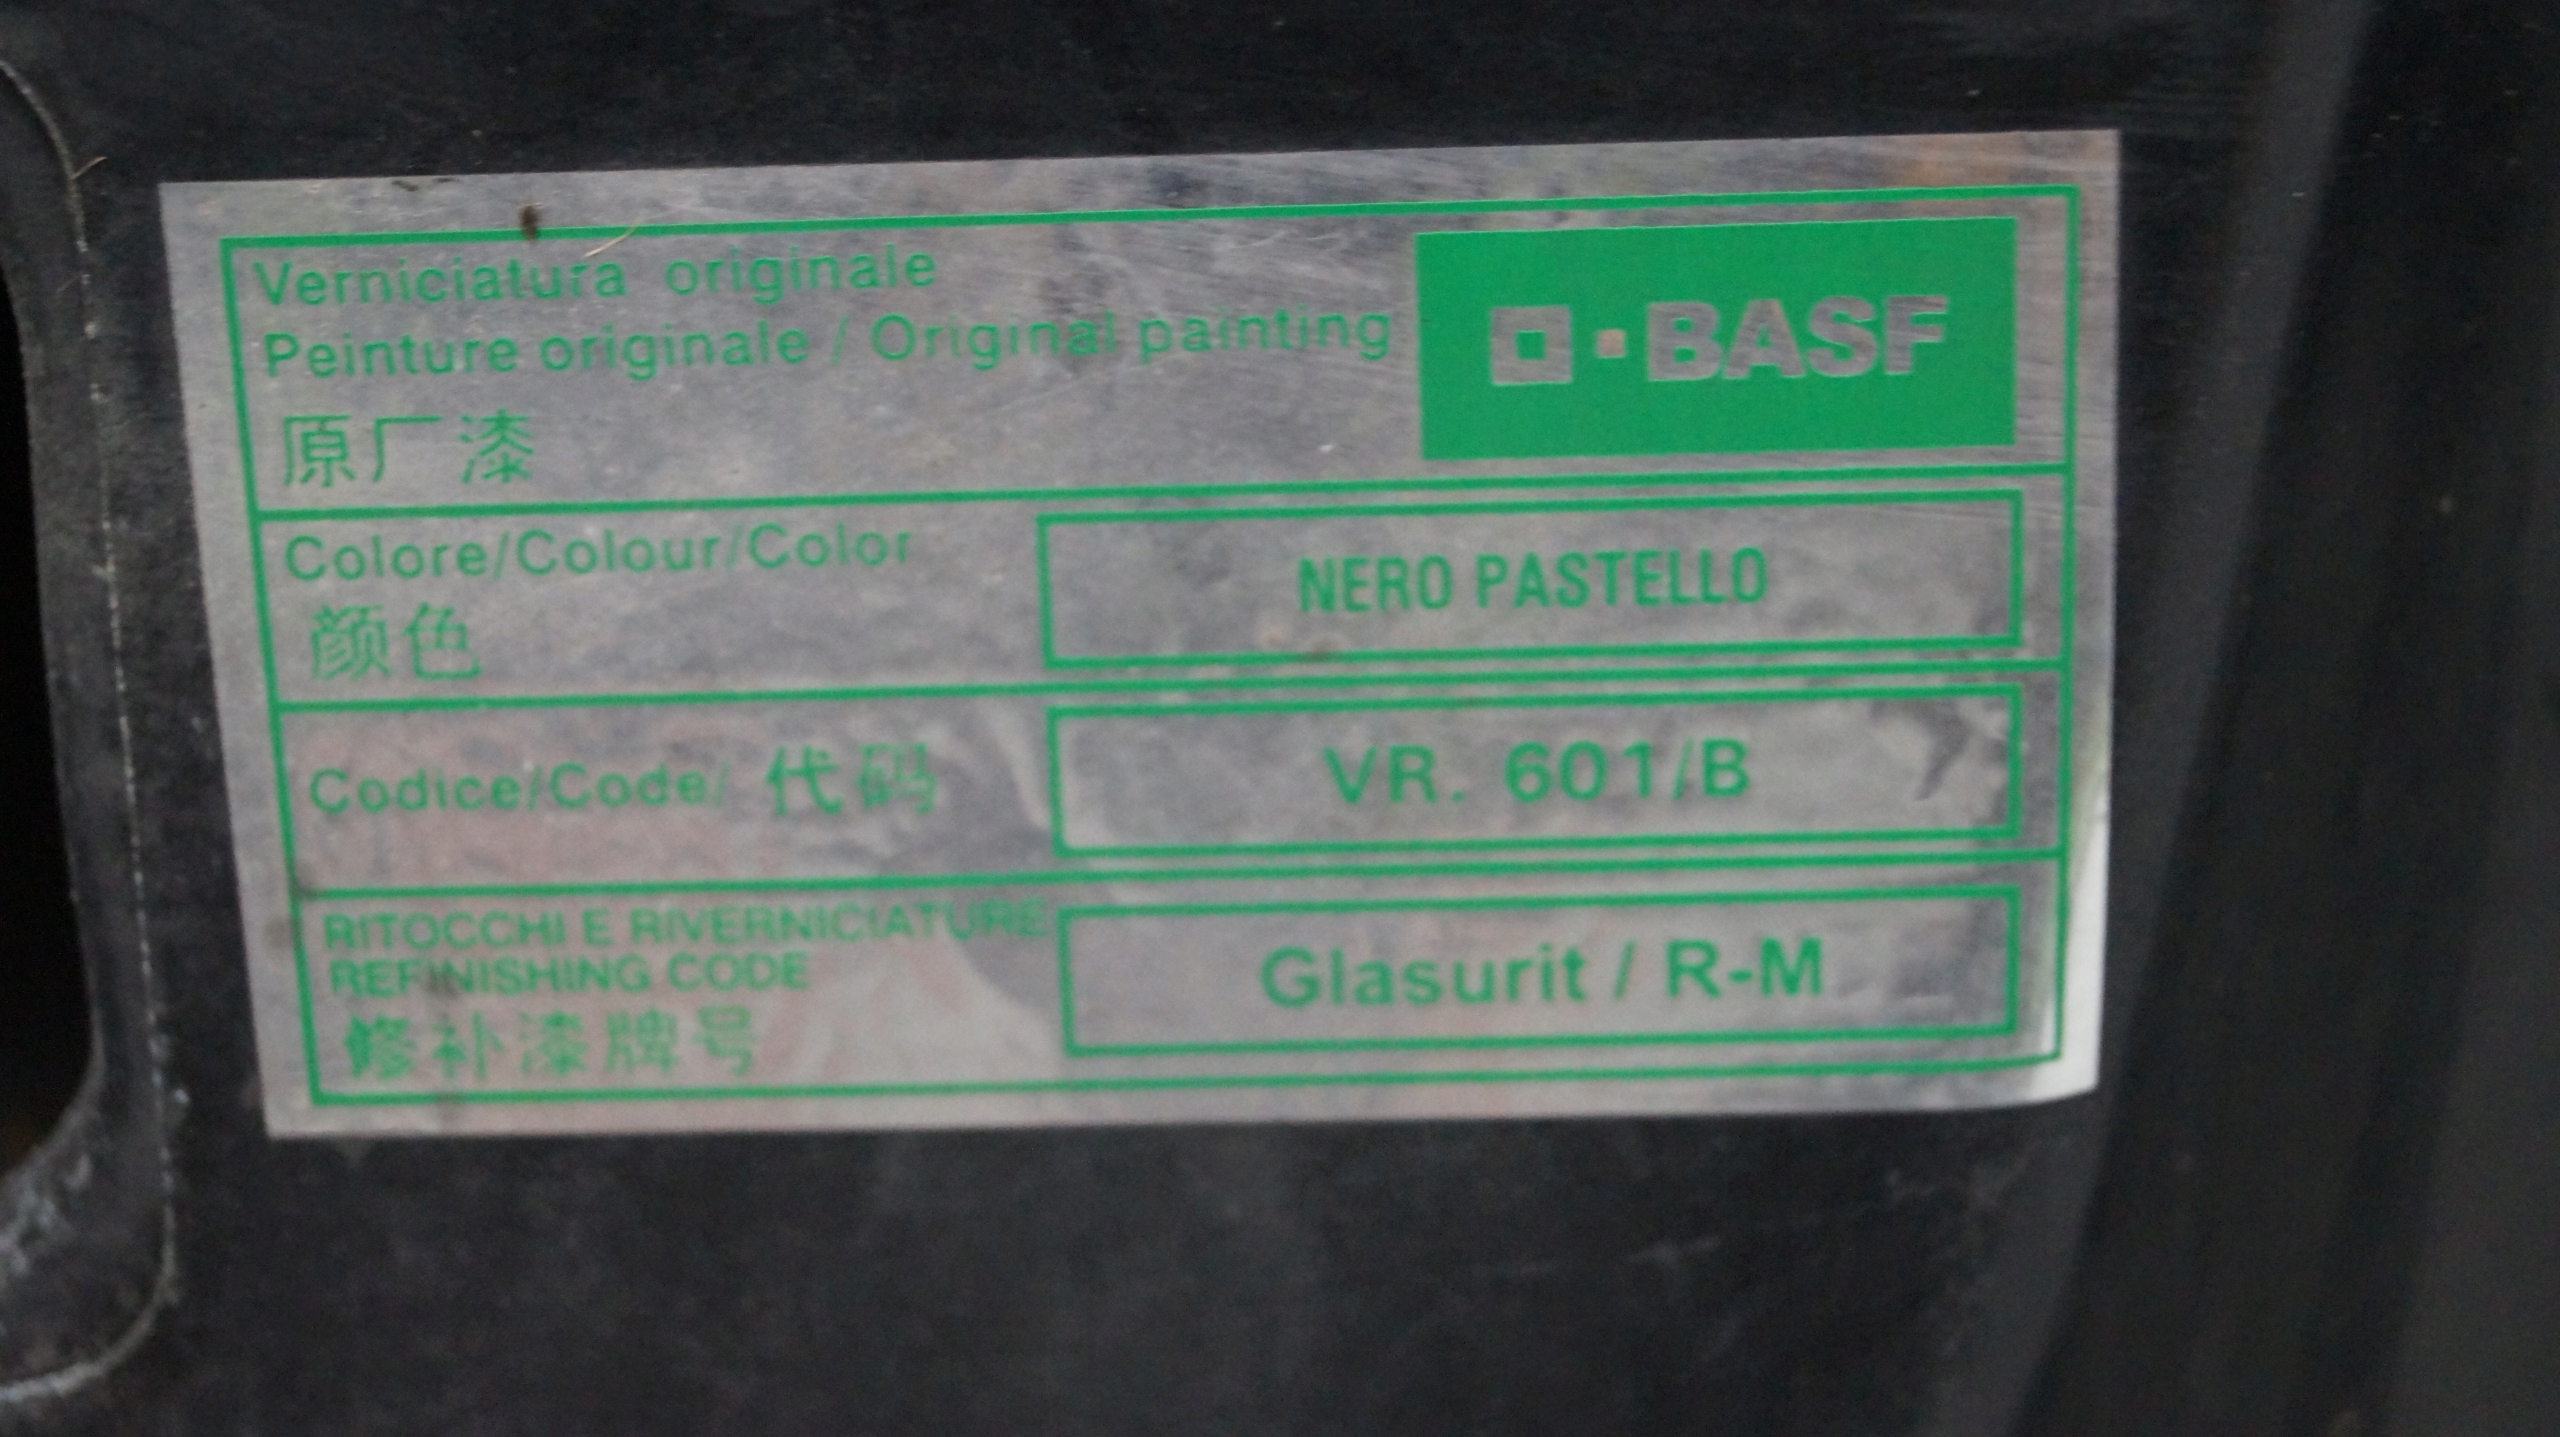 Verniciatura originale
Peinture originale / Original painting
原厂漆
BASF
Colore/Colour/Color
颜色
NERO PASTELLO
Codice/Code/ 代码
VR. 601/B
RITOCCHI E RIVERNICIATURE
REFINISHING CODE
修补漆牌号
Glasurit / R-M